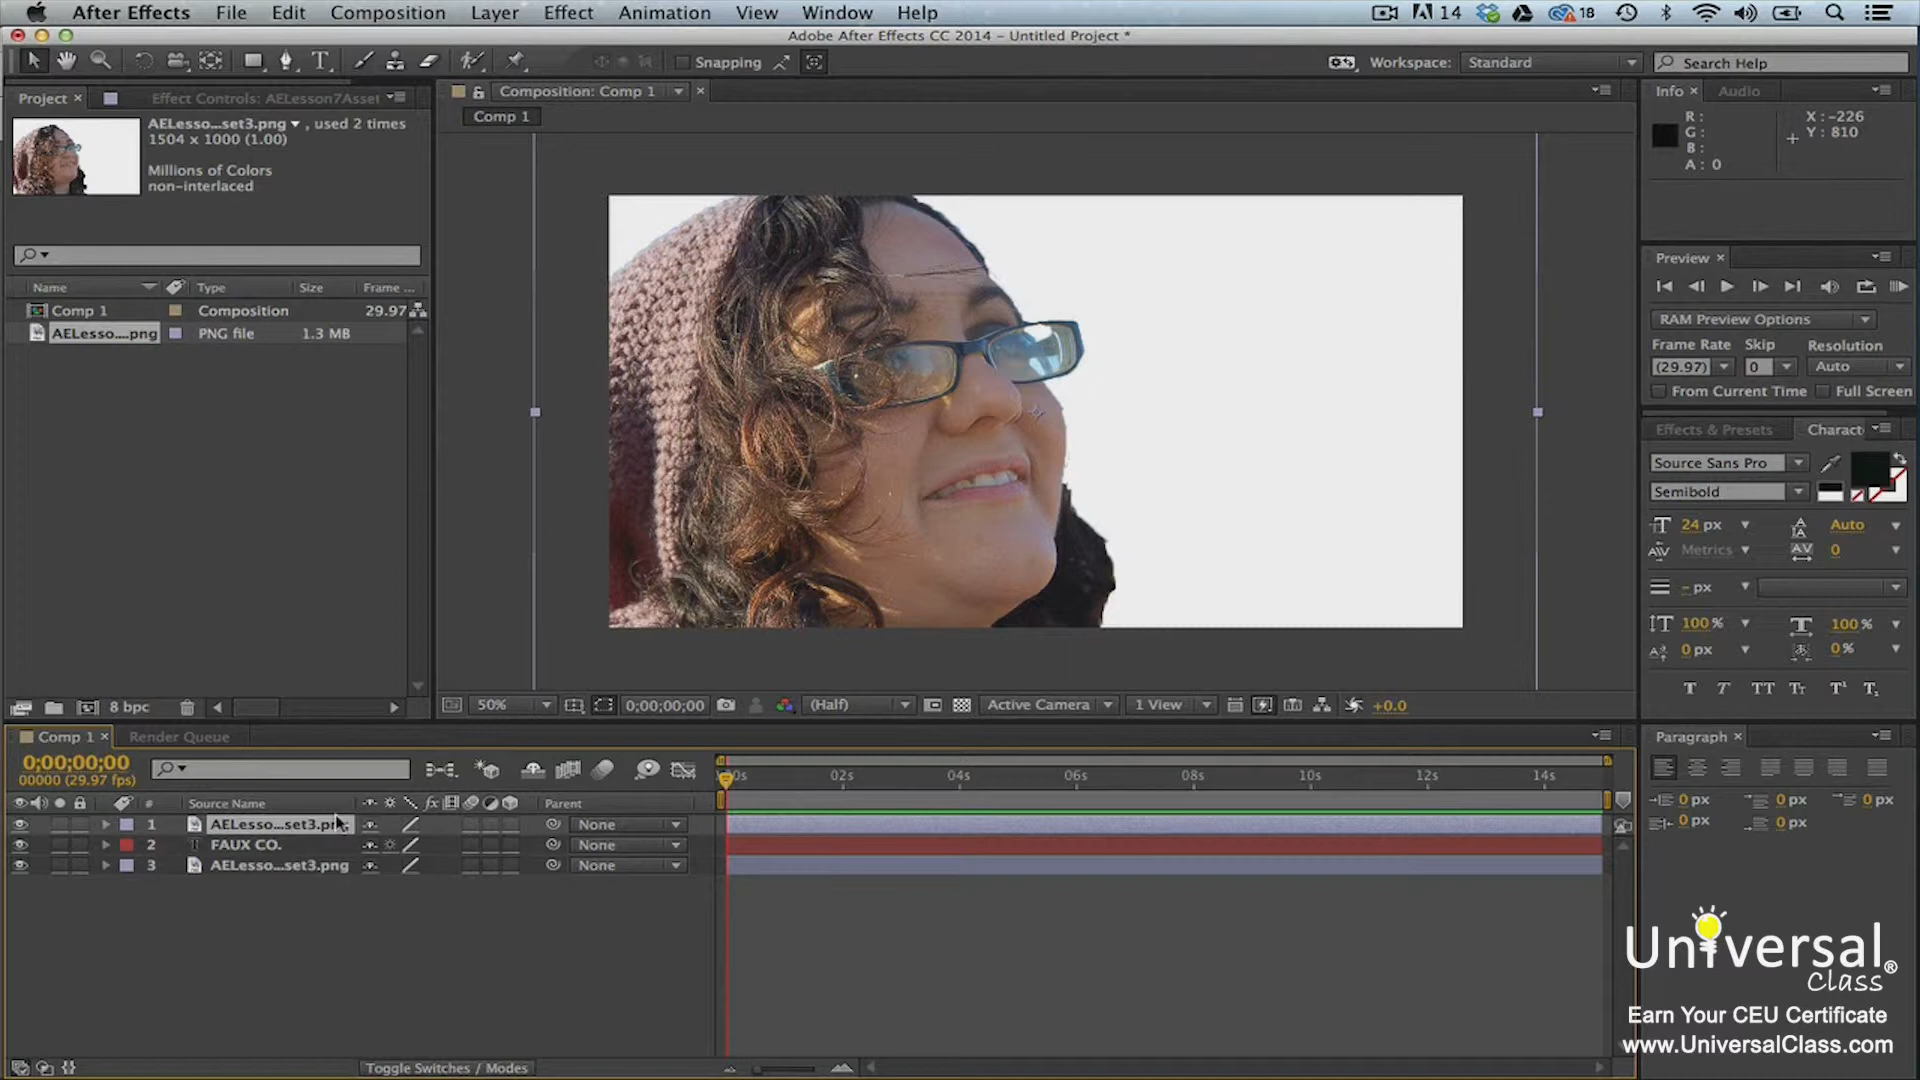 After Effects File Edit Composition Layer Effect Animation View Window Help 14 18
Adobe After Effects CC 2014 - Untitled Project *
Snapping Workspace: Standard Search Help
Project Effect Controls: AELesson7Asset
AELesso...set3.png , used 2 times
1504 x 1000 (1.00)
Millions of Colors
non-interlaced
Name Type Size Frame ...
Comp 1 Composition 29.97
AELesso....png PNG file 1.3 MB
8 bpc
Composition: Comp 1
Comp 1
50% 0;00;00;00 (Half) Active Camera 1 View +0.0
Info Audio
R : X : -226
G : Y : 810
B :
A : 0
Preview
RAM Preview Options
Frame Rate Skip Resolution
(29.97) 0 Auto
From Current Time Full Screen
Effects & Presets Charact
Source Sans Pro
Semibold
24 px Auto
Metrics 0
- px
100 % 100 %
0 px 0 %
T T TT Tт T¹ T₁
Comp 1 Render Queue
0;00;00;00
00000 (29.97 fps)
02s 04s 06s 08s 10s 12s 14s
# Source Name fx Parent
1 AELesso...set3.png None
2 T FAUX CO. None
3 AELesso...set3.png None
Toggle Switches / Modes
Paragraph
0 px 0 px 0 px
0 px 0 px
Universal
Class®
Earn Your CEU Certificate
www.UniversalClass.com